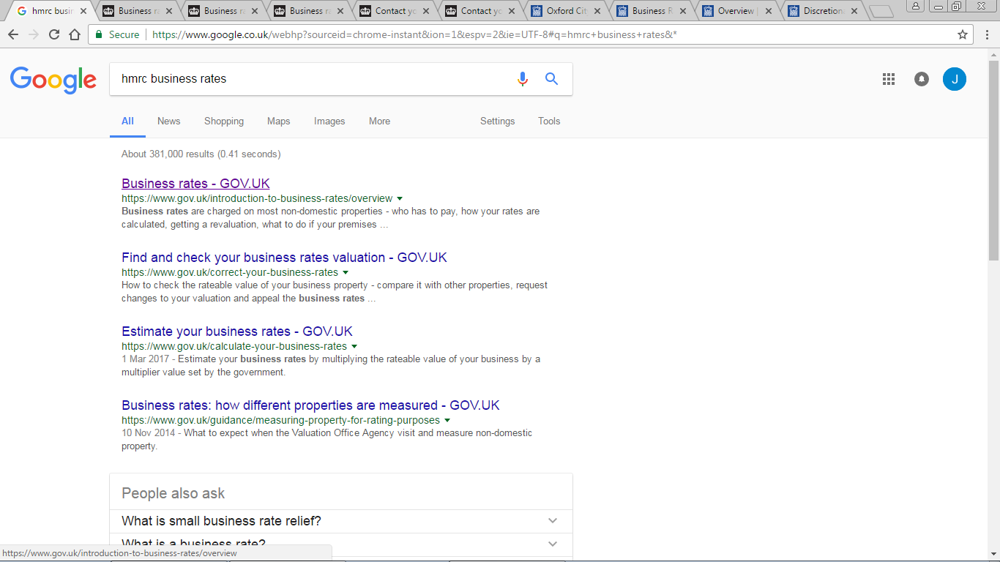 hmrc busin
Business ra
Business ra
Business ra
Contact yo
Contact yo
Oxford City
Business R
Overview |
Discretiona
Secure
https://www.google.co.uk/webhp?sourceid=chrome-instant&ion=1&espv=2&ie=UTF-8#q=hmrc+business+rates&*
Google
hmrc business rates
J
All News Shopping Maps Images More Settings Tools
About 381,000 results (0.41 seconds)
Business rates - GOV.UK
https://www.gov.uk/introduction-to-business-rates/overview
Business rates are charged on most non-domestic properties - who has to pay, how your rates are
calculated, getting a revaluation, what to do if your premises ...
Find and check your business rates valuation - GOV.UK
https://www.gov.uk/correct-your-business-rates
How to check the rateable value of your business property - compare it with other properties, request
changes to your valuation and appeal the business rates ...
Estimate your business rates - GOV.UK
https://www.gov.uk/calculate-your-business-rates
1 Mar 2017 - Estimate your business rates by multiplying the rateable value of your business by a
multiplier value set by the government.
Business rates: how different properties are measured - GOV.UK
https://www.gov.uk/guidance/measuring-property-for-rating-purposes
10 Nov 2014 - What to expect when the Valuation Office Agency visit and measure non-domestic
property.
People also ask
What is small business rate relief?
What is a business rate?
https://www.gov.uk/introduction-to-business-rates/overview